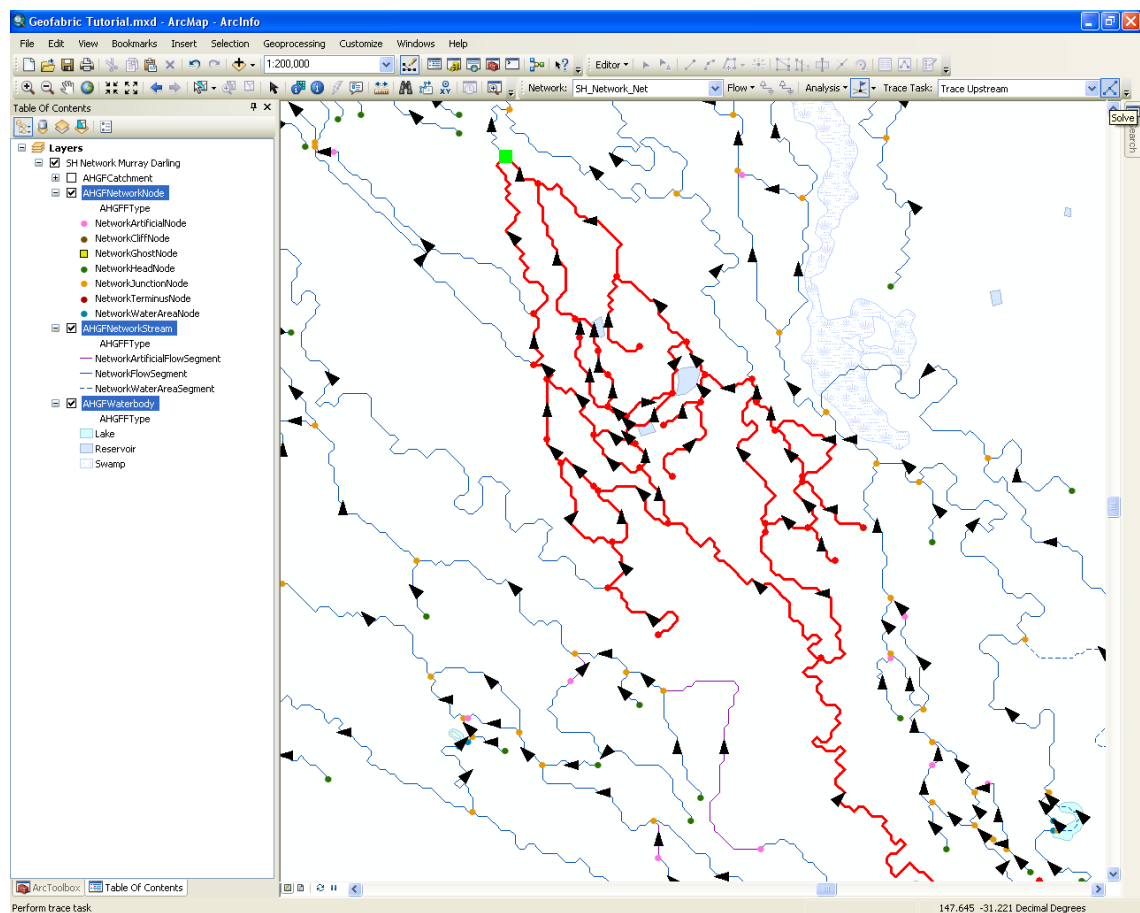 Geofabric Tutorial.mxd - ArcMap - ArcInfo
File Edit View Bookmarks Insert Selection Geoprocessing Customize Windows Help
1:200,000 Editor
Network: SH_Network_Net Flow Analysis Trace Task: Trace Upstream
Solve
Table Of Contents
Layers
SH Network Murray Darling
AHGFCatchment
AHGFNetworkNode
AHGFFType
NetworkArtificialNode
NetworkCliffNode
NetworkGhostNode
NetworkHeadNode
NetworkJunctionNode
NetworkTerminusNode
NetworkWaterAreaNode
AHGFNetworkStream
AHGFFType
NetworkArtificialFlowSegment
NetworkFlowSegment
NetworkWaterAreaSegment
AHGFWaterbody
AHGFFType
Lake
Reservoir
Swamp
ArcToolbox Table Of Contents
Perform trace task 147.645 -31.221 Decimal Degrees